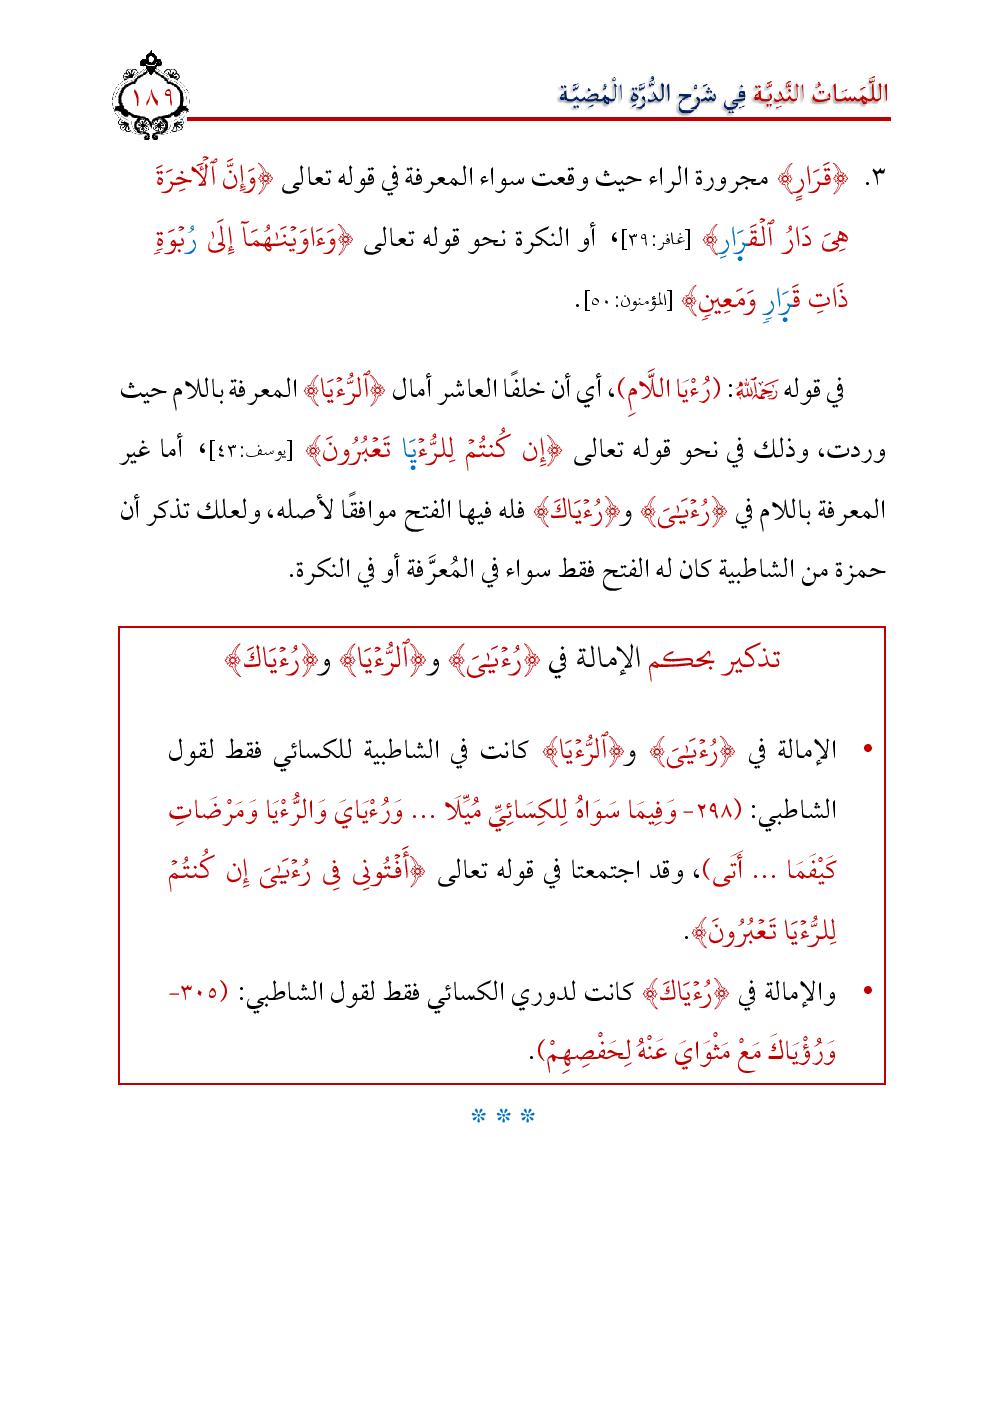 اللَّمَسَاتُ النَّدِيَّة فِي شَرْحِ الدُّرَّةِ الْمُضِيَّة
١٨٩
٣. ﴿قَرَارٍ﴾ مجرورة الراء حيث وقعت سواء المعرفة في قوله تعالى ﴿وَإِنَّ ٱلْأٓخِرَةَ
هِىَ دَارُ ٱلْقَرَارِ﴾ [غافر:٣٩]، أو النكرة نحو قوله تعالى ﴿وَءَاوَيْنَٰهُمَآ إِلَىٰ رُبْوَةٖ
ذَاتِ قَرَارٖ وَمَعِينٖ﴾ [المؤمنون:٥٠].
في قوله رَحِمَهُ اللَّهُ: (رُءْيَا اللَّامِ)، أي أن خلفًا العاشر أمال ﴿ٱلرُّءْيَا﴾ المعرفة باللام حيث
وردت، وذلك في نحو قوله تعالى ﴿إِن كُنتُمْ لِلرُّءْيَا تَعْبُرُونَ﴾ [يوسف:٤٣]، أما غير
المعرفة باللام في ﴿رُءْيَٰىَ﴾ و﴿رُءْيَاكَ﴾ فله فيها الفتح موافقًا لأصله، ولعلك تذكر أن
حمزة من الشاطبية كان له الفتح فقط سواء في المُعرَّفة أو في النكرة.
تذكير بحكم الإمالة في ﴿رُءْيَٰىَ﴾ و﴿ٱلرُّءْيَا﴾ و﴿رُءْيَاكَ﴾
• الإمالة في ﴿رُءْيَٰىَ﴾ و﴿ٱلرُّءْيَا﴾ كانت في الشاطبية للكسائي فقط لقول
الشاطبي: (٢٩٨- وَفِيمَا سَوَاهُ لِلكِسَائِيِّ مُيِّلَا ... وَرُءْيَايَ وَالرُّءْيَا وَمَرْضَاتِ
كَيْفَمَا ... أَتَى)، وقد اجتمعتا في قوله تعالى ﴿أَفْتُونِى فِى رُءْيَٰىَ إِن كُنتُمْ
لِلرُّءْيَا تَعْبُرُونَ﴾.
• والإمالة في ﴿رُءْيَاكَ﴾ كانت لدوري الكسائي فقط لقول الشاطبي: (٣٠٥-
وَرُؤْيَاكَ مَعْ مَثْوَايَ عَنْهُ لِحَفْصِهِمْ).
* * *